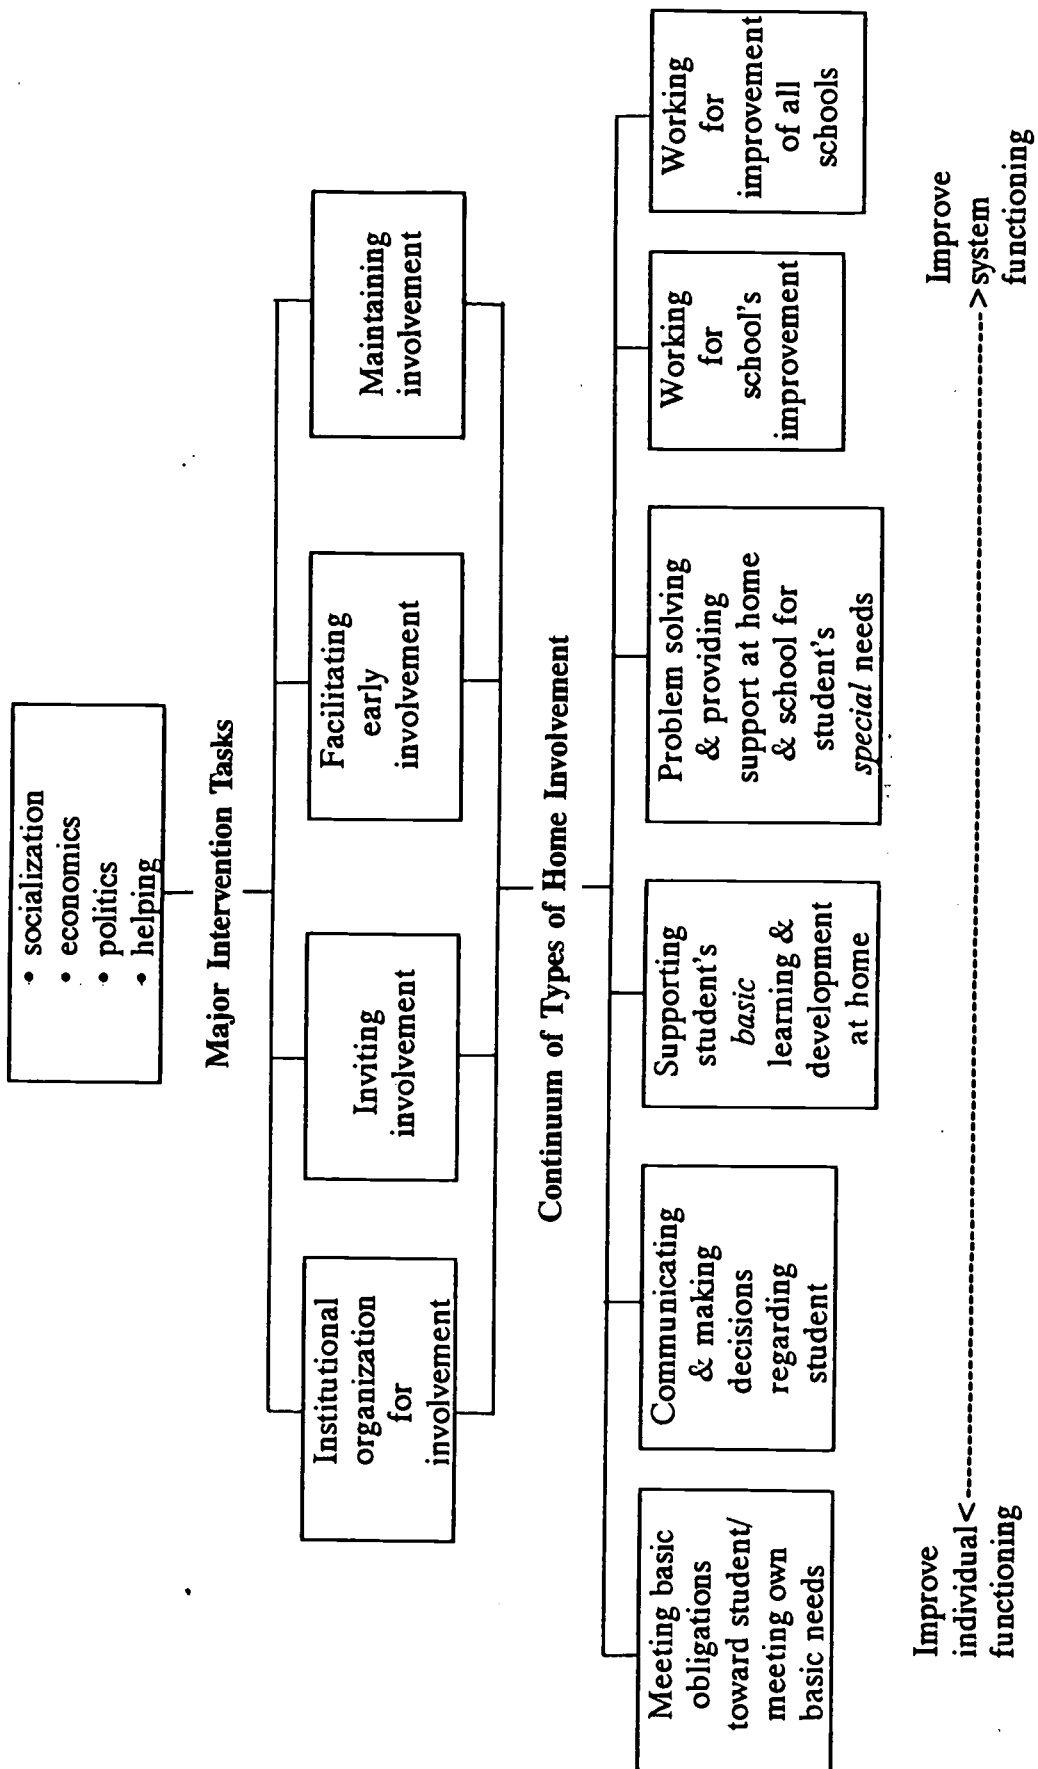 • socialization
• economics
• politics
• helping
Major Intervention Tasks
Institutional
organization
for
involvement
Inviting
involvement
Facilitating
early
involvement
Maintaining
involvement
Continuum of Types of Home Involvement
Meeting basic
obligations
toward student/
meeting own
basic needs
Communicating
& making
decisions
regarding
student
Supporting
student's
basic
learning &
development
at home
Problem solving
& providing
support at home
& school for
student's
special needs
Working
for
school's
improvement
Working
for
improvement
of all
schools
Improve
individual<
functioning
Improve
>system
functioning